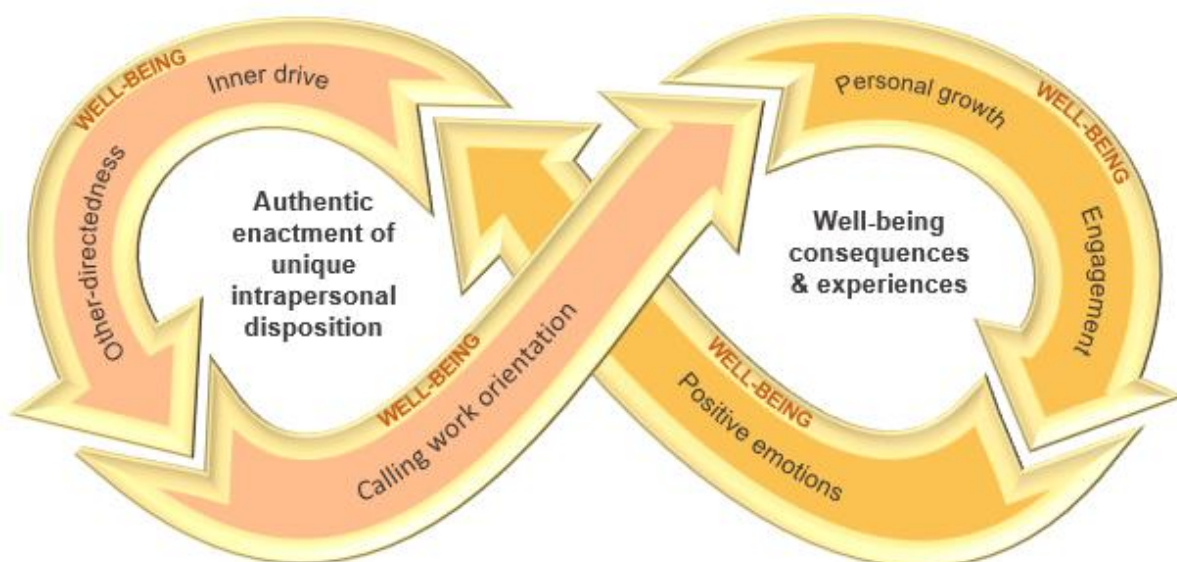 WELL-BEING
Inner drive
Other-directedness
Authentic
enactment of
unique
intrapersonal
disposition
WELL-BEING
Calling work orientation
Personal growth
WELL-BEING
Engagement
Well-being
consequences
& experiences
WELL-BEING
Positive emotions